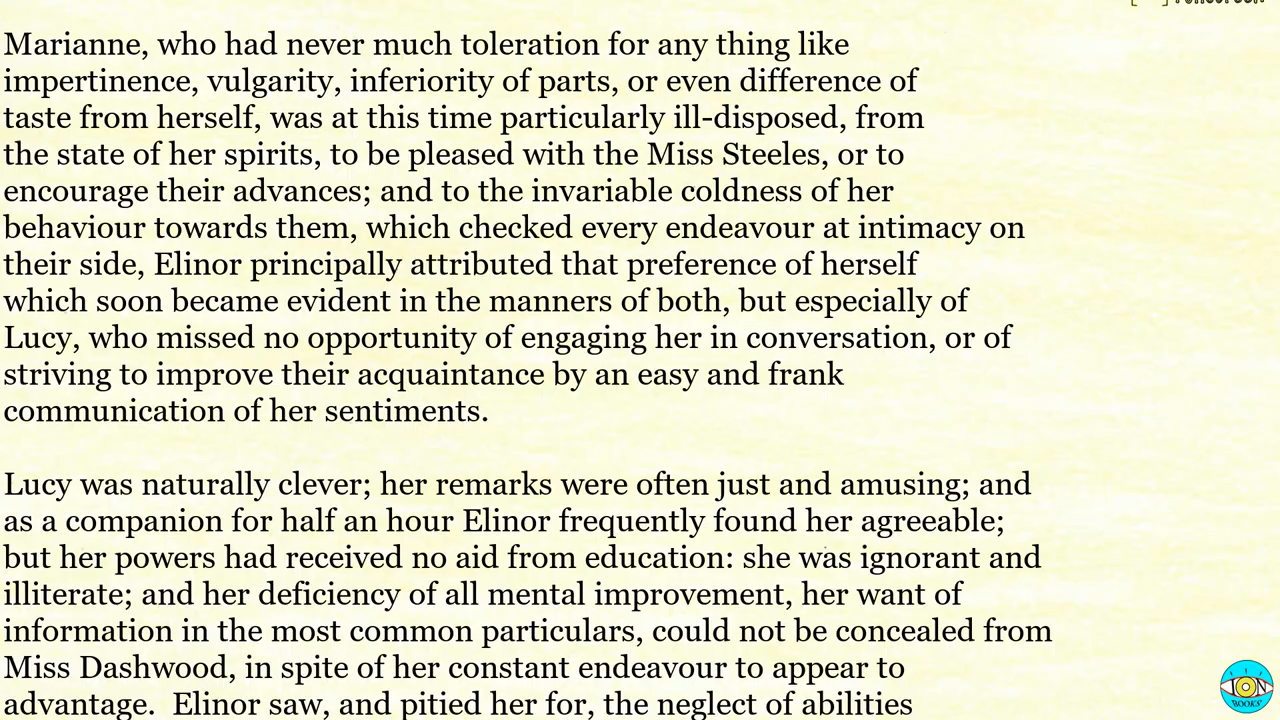 Marianne, who had never much toleration for any thing like
impertinence, vulgarity, inferiority of parts, or even difference of
taste from herself, was at this time particularly ill-disposed, from
the state of her spirits, to be pleased with the Miss Steeles, or to
encourage their advances; and to the invariable coldness of her
behaviour towards them, which checked every endeavour at intimacy on
their side, Elinor principally attributed that preference of herself
which soon became evident in the manners of both, but especially of
Lucy, who missed no opportunity of engaging her in conversation, or of
striving to improve their acquaintance by an easy and frank
communication of her sentiments.
Lucy was naturally clever; her remarks were often just and amusing; and
as a companion for half an hour Elinor frequently found her agreeable;
but her powers had received no aid from education: she was ignorant and
illiterate; and her deficiency of all mental improvement, her want of
information in the most common particulars, could not be concealed from
Miss Dashwood, in spite of her constant endeavour to appear to
advantage.  Elinor saw, and pitied her for, the neglect of abilities
ION
BOOKS